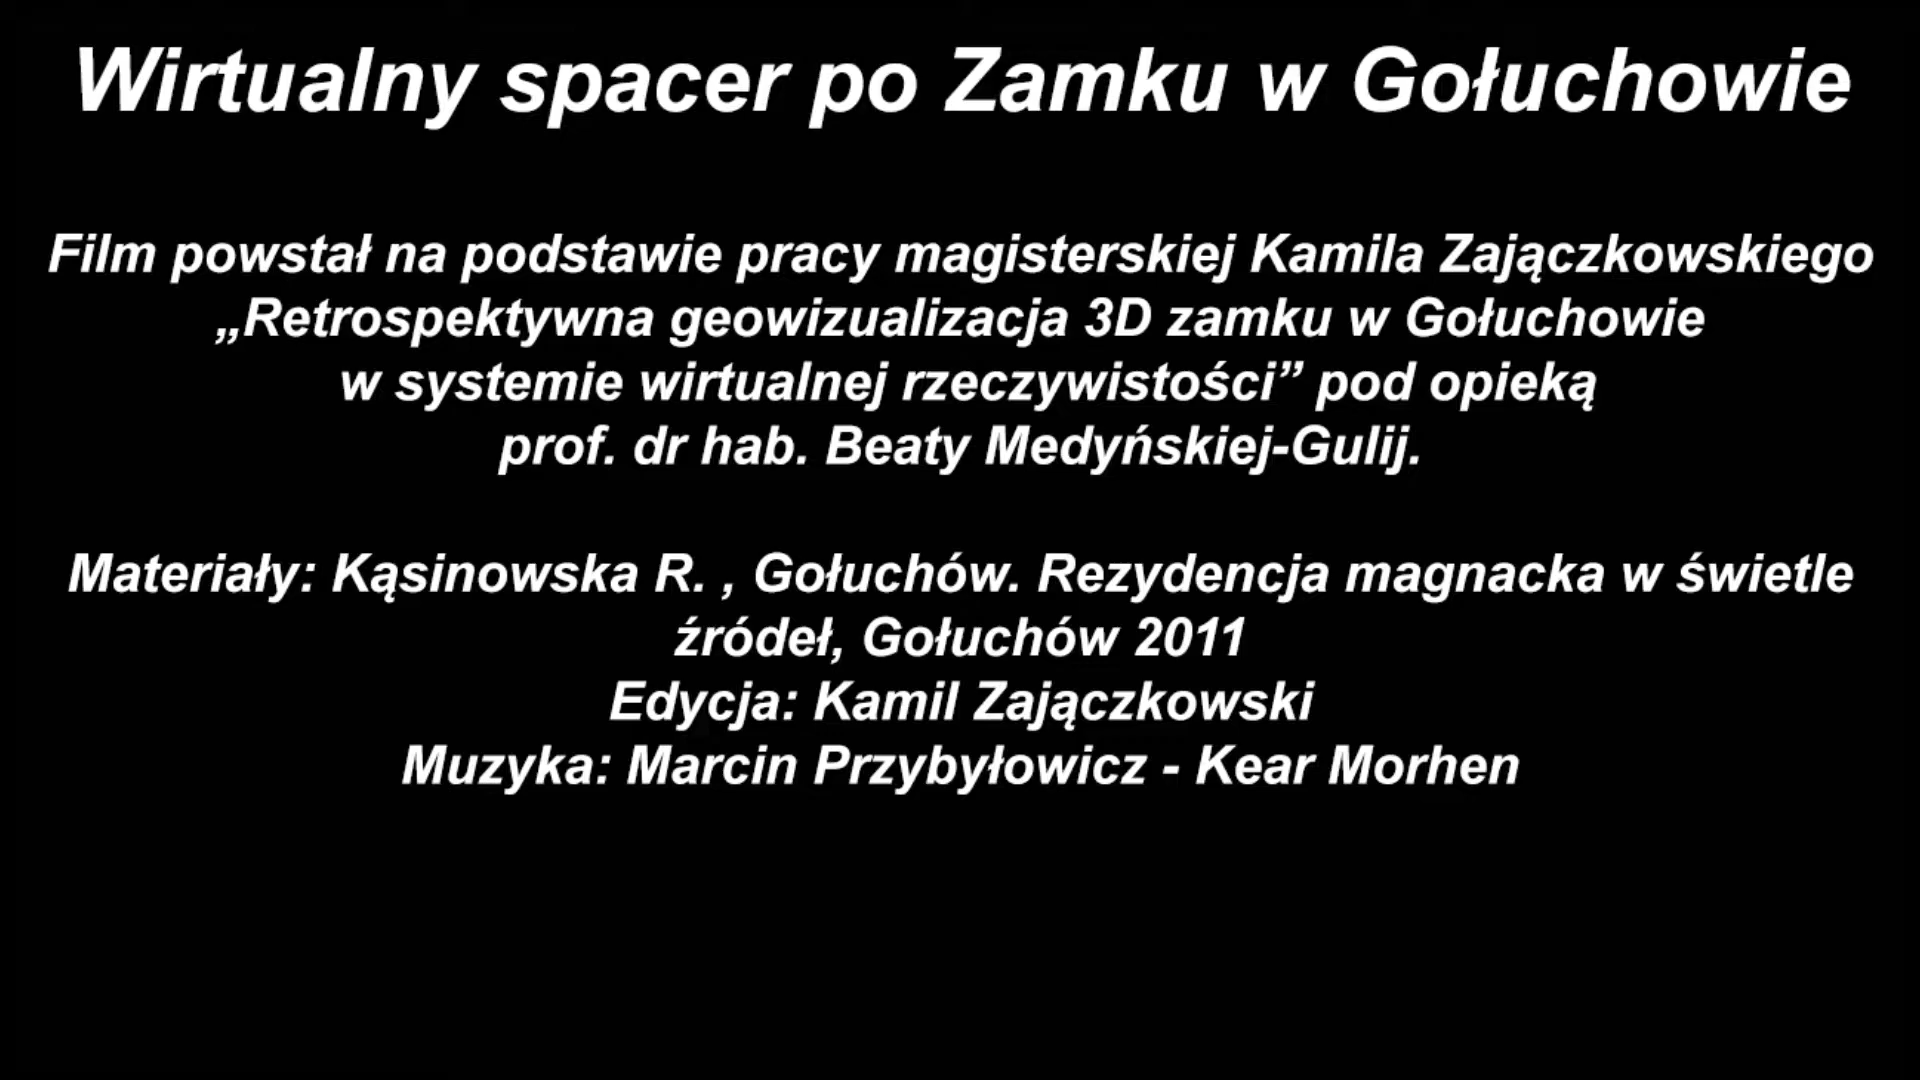 Wirtualny spacer po Zamku w Gołuchowie
Film powstał na podstawie pracy magisterskiej Kamila Zajączkowskiego
„Retrospektywna geowizualizacja 3D zamku w Gołuchowie
w systemie wirtualnej rzeczywistości” pod opieką
prof. dr hab. Beaty Medyńskiej-Gulij.
Materiały: Kąsinowska R. , Gołuchów. Rezydencja magnacka w świetle
źródeł, Gołuchów 2011
Edycja: Kamil Zajączkowski
Muzyka: Marcin Przybyłowicz - Kear Morhen